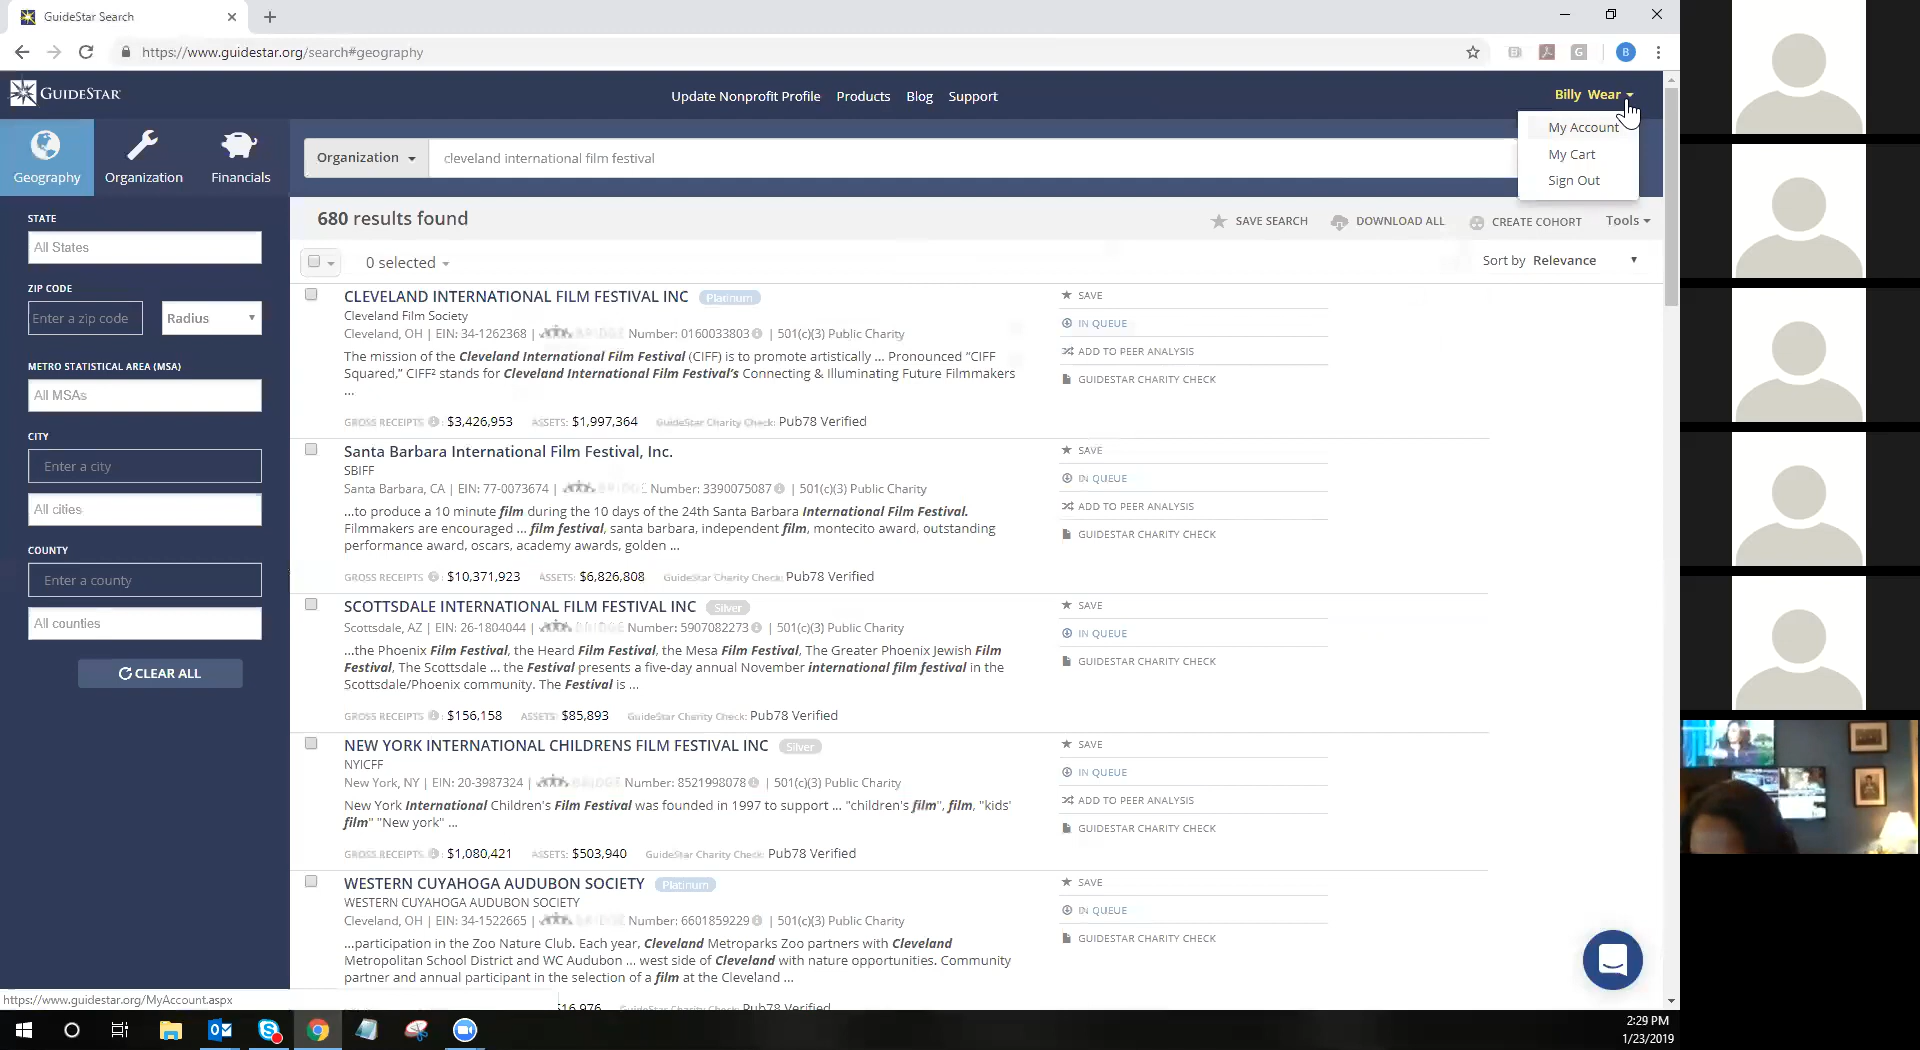 GuideStar Search
https://www.guidestar.org/search#geography
B
GUIDESTAR
Update Nonprofit Profile Products Blog Support
Billy Wear
My Account
My Cart
Sign Out
Geography Organization Financials
Organization cleveland international film festival
STATE
All States
ZIP CODE
Enter a zip code Radius
METRO STATISTICAL AREA (MSA)
All MSAs
CITY
Enter a city
All cities
COUNTY
Enter a county
All counties
CLEAR ALL
680 results found
SAVE SEARCH DOWNLOAD ALL CREATE COHORT Tools
0 selected
Sort by Relevance
CLEVELAND INTERNATIONAL FILM FESTIVAL INC Platinum
Cleveland Film Society
Cleveland, OH | EIN: 34-1262368 | BRIDGE Number: 0160033803 | 501(c)(3) Public Charity
The mission of the Cleveland International Film Festival (CIFF) is to promote artistically ... Pronounced "CIFF
Squared," CIFF² stands for Cleveland International Film Festival's Connecting & Illuminating Future Filmmakers
...
GROSS RECEIPTS : $3,426,953 ASSETS: $1,997,364 GuideStar Charity Check: Pub78 Verified
SAVE
IN QUEUE
ADD TO PEER ANALYSIS
GUIDESTAR CHARITY CHECK
Santa Barbara International Film Festival, Inc.
SBIFF
Santa Barbara, CA | EIN: 77-0073674 | BRIDGE Number: 3390075087 | 501(c)(3) Public Charity
...to produce a 10 minute film during the 10 days of the 24th Santa Barbara International Film Festival.
Filmmakers are encouraged ... film festival, santa barbara, independent film, montecito award, outstanding
performance award, oscars, academy awards, golden ...
GROSS RECEIPTS : $10,371,923 ASSETS: $6,826,808 GuideStar Charity Check: Pub78 Verified
SAVE
IN QUEUE
ADD TO PEER ANALYSIS
GUIDESTAR CHARITY CHECK
SCOTTSDALE INTERNATIONAL FILM FESTIVAL INC Silver
Scottsdale, AZ | EIN: 26-1804044 | BRIDGE Number: 5907082273 | 501(c)(3) Public Charity
...the Phoenix Film Festival, the Heard Film Festival, the Mesa Film Festival, The Greater Phoenix Jewish Film
Festival, The Scottsdale ... the Festival presents a five-day annual November international film festival in the
Scottsdale/Phoenix community. The Festival is ...
GROSS RECEIPTS : $156,158 ASSETS: $85,893 GuideStar Charity Check: Pub78 Verified
SAVE
IN QUEUE
GUIDESTAR CHARITY CHECK
NEW YORK INTERNATIONAL CHILDRENS FILM FESTIVAL INC Silver
NYICFF
New York, NY | EIN: 20-3987324 | BRIDGE Number: 8521998078 | 501(c)(3) Public Charity
New York International Children's Film Festival was founded in 1997 to support ... "children's film", film, "kids'
film" "New york" ...
GROSS RECEIPTS : $1,080,421 ASSETS: $503,940 GuideStar Charity Check: Pub78 Verified
SAVE
IN QUEUE
ADD TO PEER ANALYSIS
GUIDESTAR CHARITY CHECK
WESTERN CUYAHOGA AUDUBON SOCIETY Platinum
WESTERN CUYAHOGA AUDUBON SOCIETY
Cleveland, OH | EIN: 34-1522665 | BRIDGE Number: 6601859229 | 501(c)(3) Public Charity
...participation in the Zoo Nature Club. Each year, Cleveland Metroparks Zoo partners with Cleveland
Metropolitan School District and WC Audubon ... west side of Cleveland with nature opportunities. Community
partner and annual participant in the selection of a film at the Cleveland ...
$16,976 GuideStar Charity Check: Pub78 Verified
SAVE
IN QUEUE
GUIDESTAR CHARITY CHECK
https://www.guidestar.org/MyAccount.aspx
2:29 PM
1/23/2019